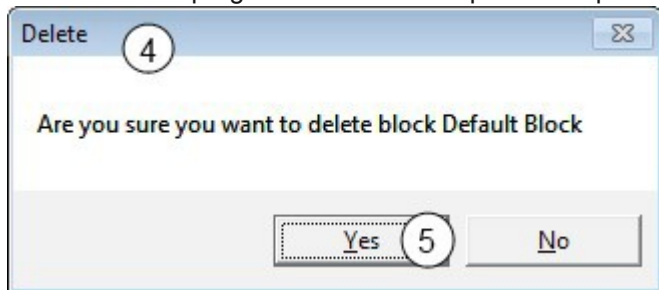 Delete
4
Are you sure you want to delete block Default Block
Yes
5
No